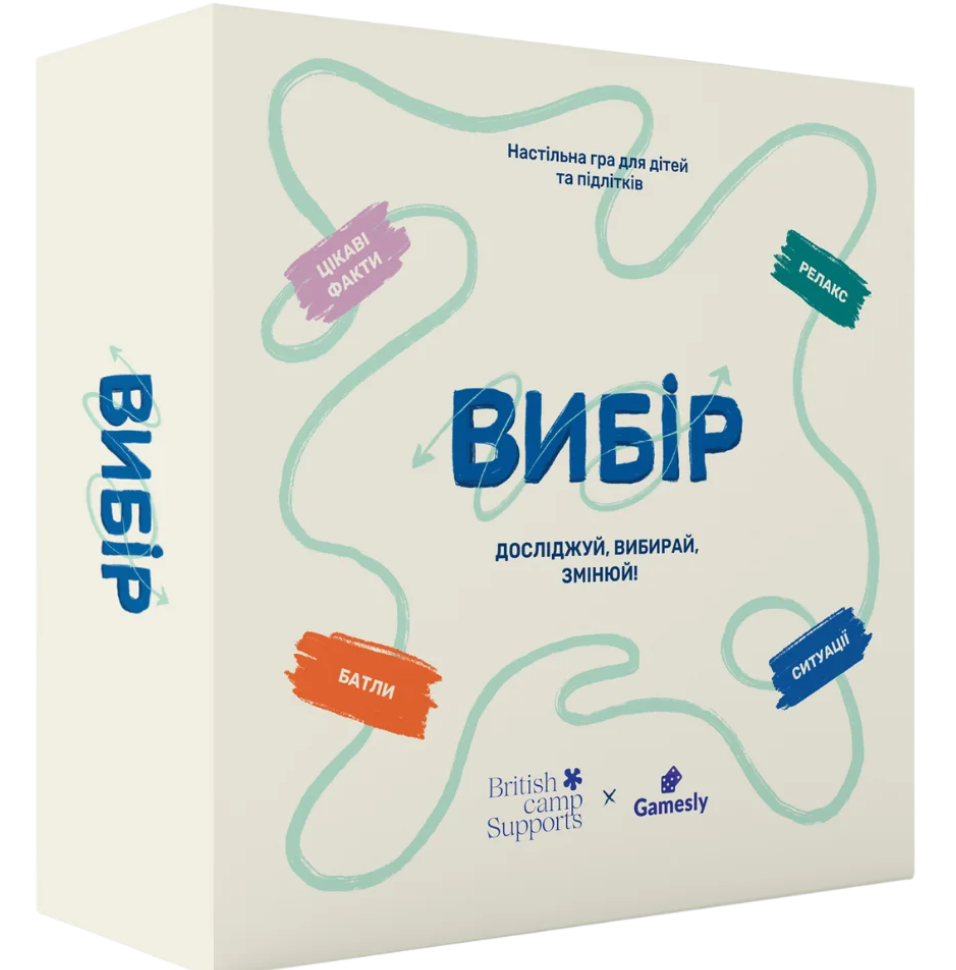 Настільна гра для дітей
та підлітків
ЦІКАВІ
ФАКТИ
РЕЛАКС
ВИБІР
ВИБІР
ДОСЛІДЖУЙ, ВИБИРАЙ,
ЗМІНЮЙ!
БАТЛИ
СИТУАЦІЇ
British
camp
Supports
x
Gamesly